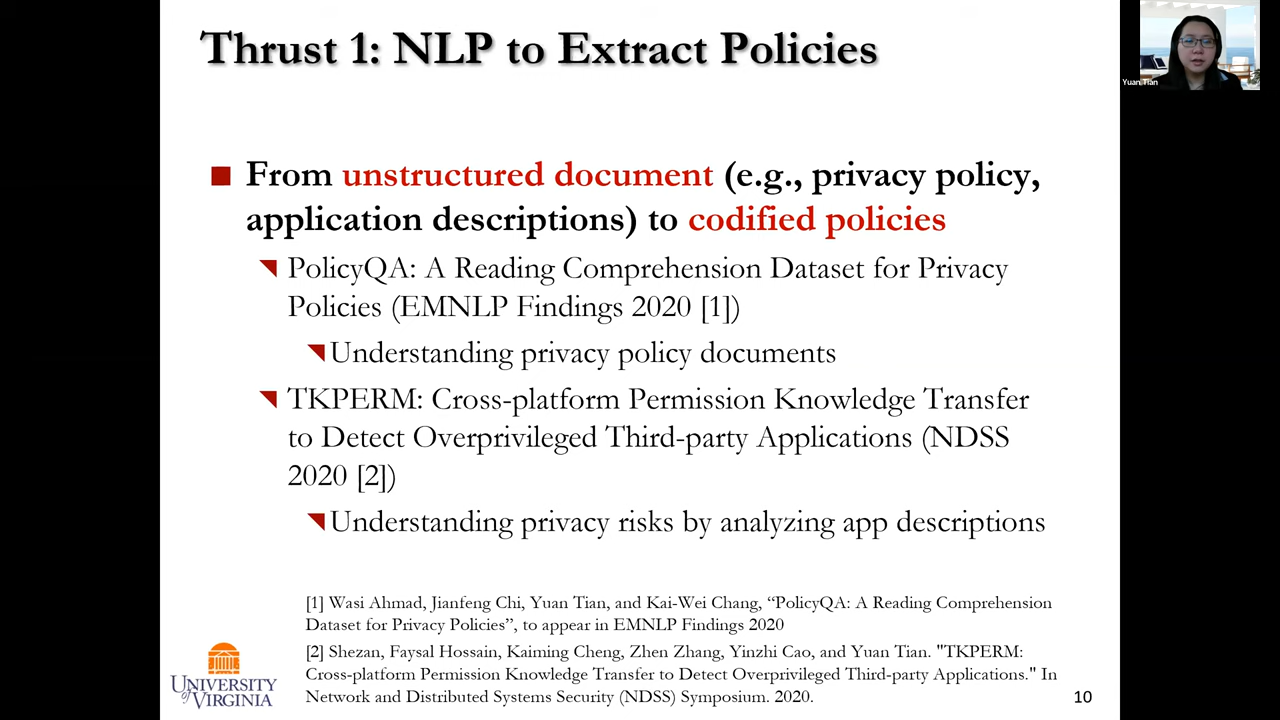 Thrust 1: NLP to Extract Policies
Yuan Tian
From unstructured document (e.g., privacy policy,
application descriptions) to codified policies
PolicyQA: A Reading Comprehension Dataset for Privacy
Policies (EMNLP Findings 2020 [1])
Understanding privacy policy documents
TKPERM: Cross-platform Permission Knowledge Transfer
to Detect Overprivileged Third-party Applications (NDSS
2020 [2])
Understanding privacy risks by analyzing app descriptions
[1] Wasi Ahmad, Jianfeng Chi, Yuan Tian, and Kai-Wei Chang, “PolicyQA: A Reading Comprehension
Dataset for Privacy Policies”, to appear in EMNLP Findings 2020
[2] Shezan, Faysal Hossain, Kaiming Cheng, Zhen Zhang, Yinzhi Cao, and Yuan Tian. "TKPERM:
Cross-platform Permission Knowledge Transfer to Detect Overprivileged Third-party Applications." In
Network and Distributed Systems Security (NDSS) Symposium. 2020.
UNIVERSITY
of VIRGINIA
10